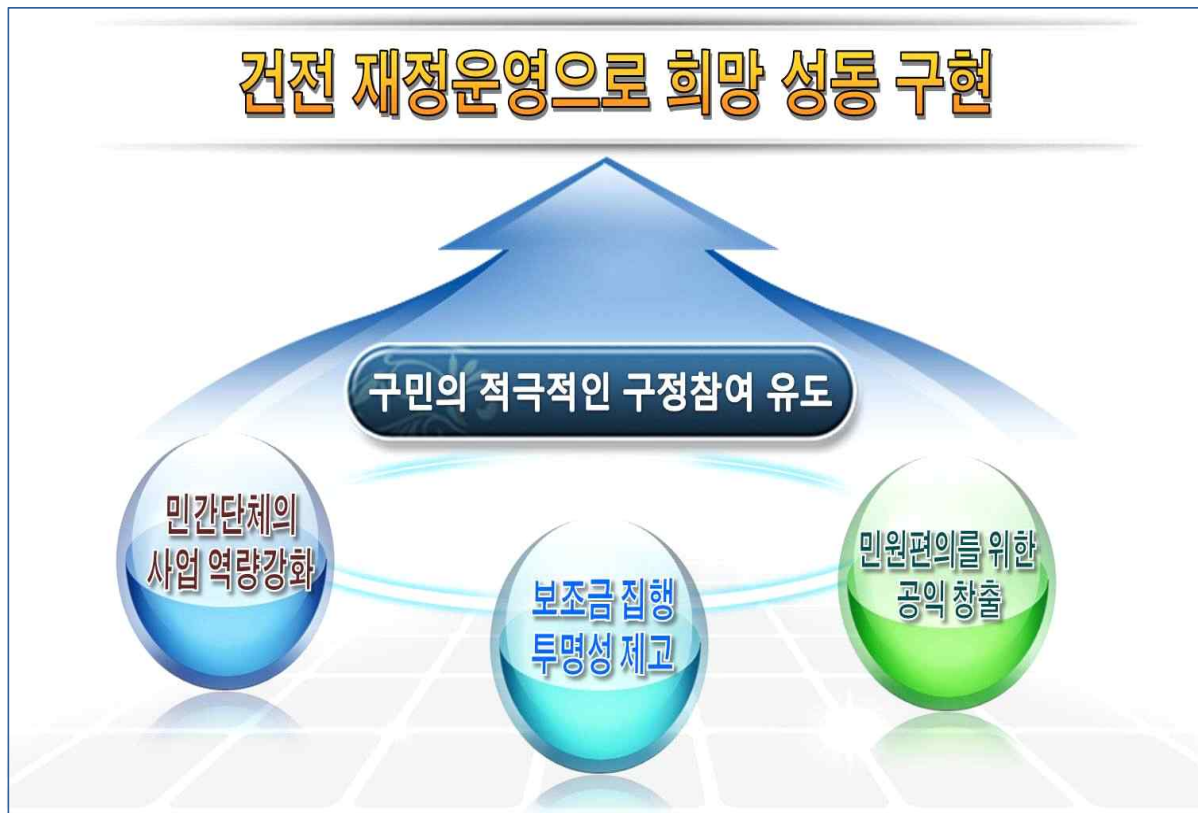 건전 재정운영으로 희망 성동 구현
구민의 적극적인 구정참여 유도
민간단체의
사업 역량강화
보조금 집행
투명성 제고
민원편의를 위한
공익 창출